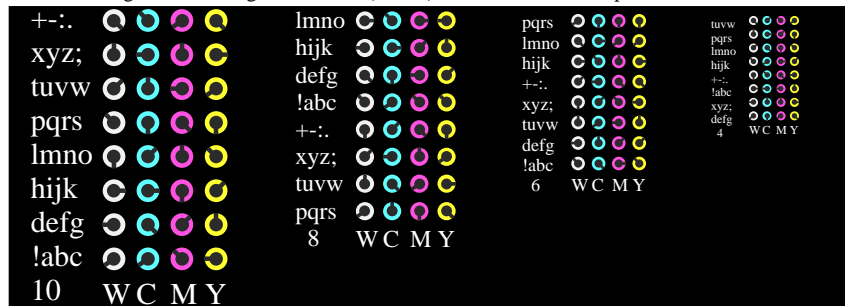 +-:.
xyz;
tuvw
pqrs
lmno
hijk
defg
!abc
10 W C M Y
lmno
hijk
defg
!abc
+-:.
xyz;
tuvw
pqrs
8 W C M Y
pqrs
lmno
hijk
+-:.
xyz;
tuvw
defg
!abc
6 W C M Y
tuvw
pqrs
lmno
hijk
+-:.
!abc
xyz;
defg
4 W C M Y